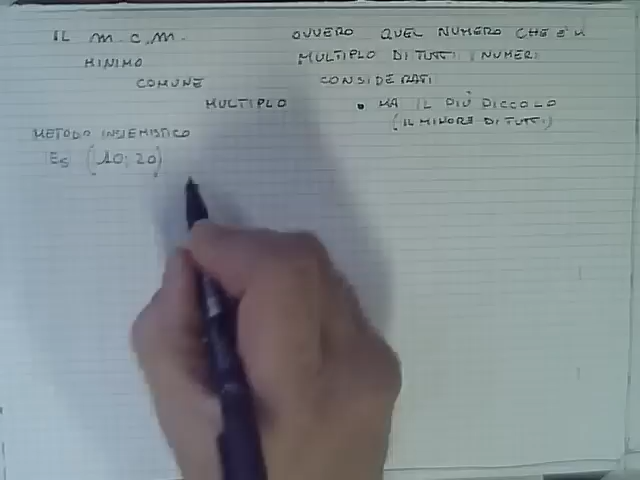 IL m.c.m.
MINIMO
COMUNE
MULTIPLO
OVVERO QUEL NUMERO CHE E' IL
MULTIPLO DI TUTTI I NUMERI
CONSIDERATI
• MA IL PIÙ PICCOLO
(IL MINORE DI TUTTI)
METODO INSIEMISTICO
ES (10; 20)